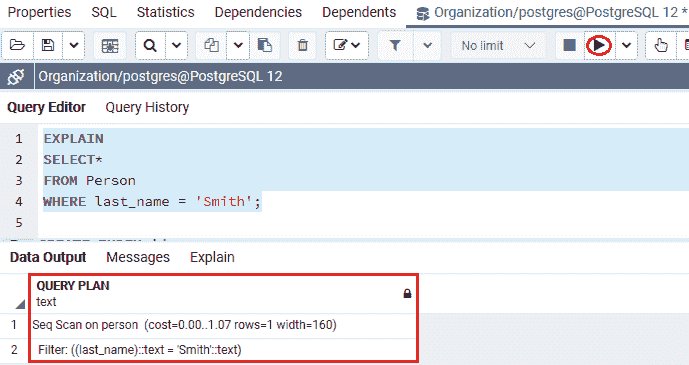 Properties SQL Statistics Dependencies Dependents Organization/postgres@PostgreSQL 12 *
No limit
Organization/postgres@PostgreSQL 12
Query Editor Query History
1 EXPLAIN
2 SELECT*
3 FROM Person
4 WHERE last_name = 'Smith';
5
Data Output Messages Explain
QUERY PLAN
text
1 Seq Scan on person (cost=0.00..1.07 rows=1 width=160)
2 Filter: ((last_name)::text = 'Smith'::text)